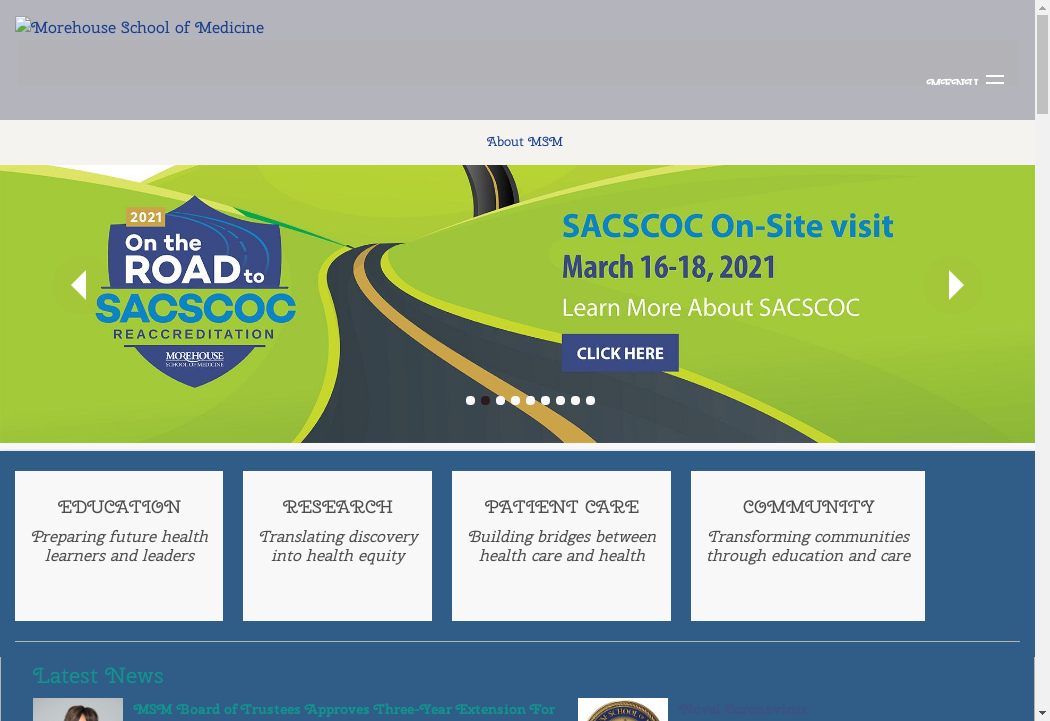 Morehouse School of Medicine
About MSM
2021
On the
ROAD to
SACSCOC
REACCREDITATION
MOREHOUSE
SCHOOL OF MEDICINE
SACSCOC On-Site visit
March 16-18, 2021
Learn More About SACSCOC
CLICK HERE
EDUCATION
Preparing future health
learners and leaders
RESEARCH
Translating discovery
into health equity
PATIENT CARE
Building bridges between
health care and health
COMMUNITY
Transforming communities
through education and care
Latest News
MSM Board of Trustees Approves Three-Year Extension For